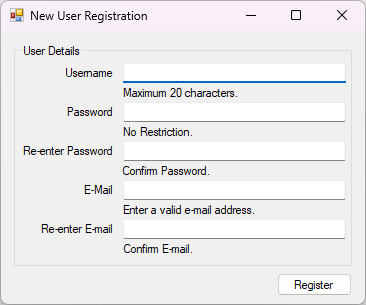 New User Registration
User Details
Username
Maximum 20 characters.
Password
No Restriction.
Re-enter Password
Confirm Password.
E-Mail
Enter a valid e-mail address.
Re-enter E-mail
Confirm E-mail.
Register